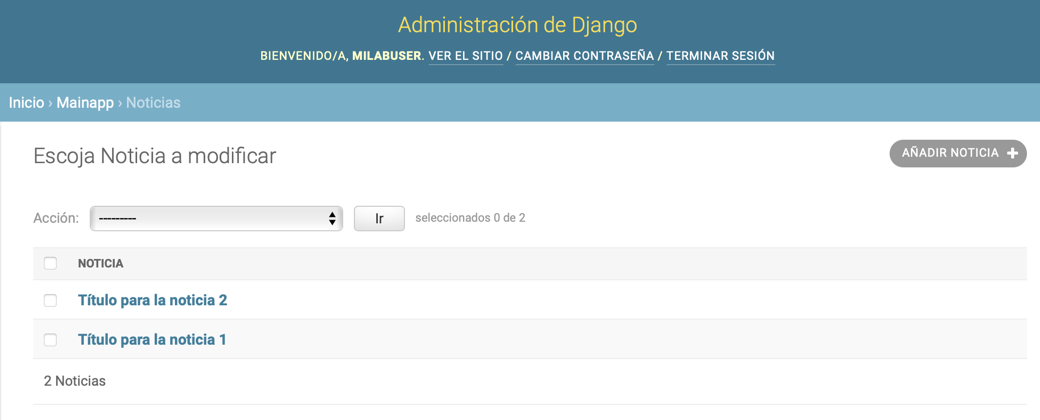 Administración de Django
BIENVENIDO/A, MILABUSER. VER EL SITIO / CAMBIAR CONTRASEÑA / TERMINAR SESIÓN
Inicio › Mainapp › Noticias
Escoja Noticia a modificar
AÑADIR NOTICIA +
Acción: --------- Ir seleccionados 0 de 2
NOTICIA
Título para la noticia 2
Título para la noticia 1
2 Noticias